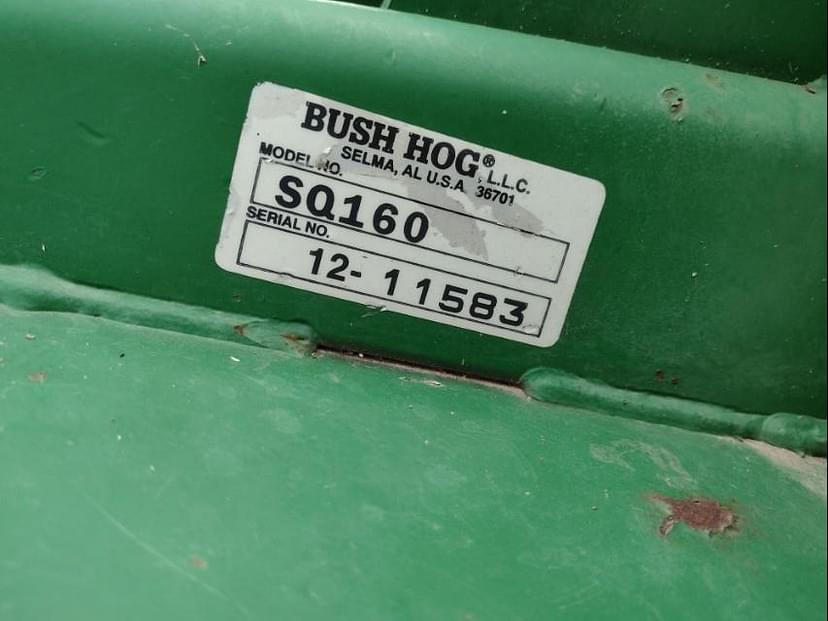 BUSH HOG®, L.L.C.
SELMA, AL U.S.A. 36701
MODEL NO.
SQ160
SERIAL NO.
12-11583